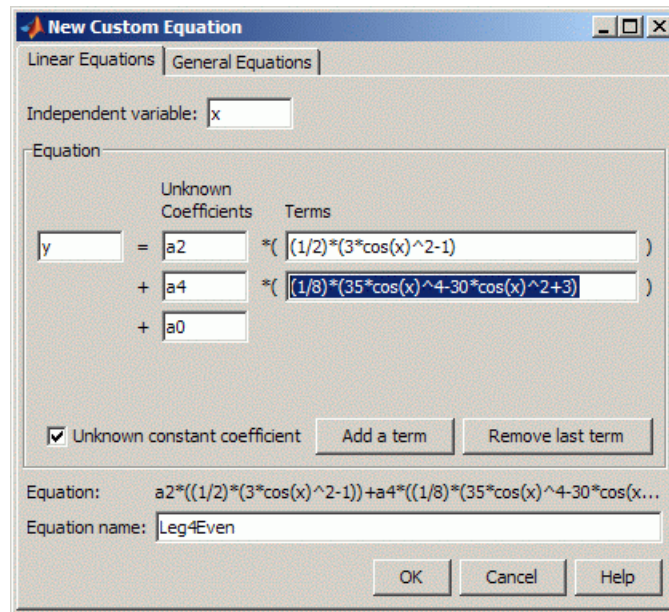 New Custom Equation
Linear Equations General Equations
Independent variable: x
Equation
Unknown
Coefficients Terms
y = a2 *( (1/2)*(3*cos(x)^2-1) )
+ a4 *( (1/8)*(35*cos(x)^4-30*cos(x)^2+3) )
+ a0
Unknown constant coefficient Add a term Remove last term
Equation: a2*((1/2)*(3*cos(x)^2-1))+a4*((1/8)*(35*cos(x)^4-30*cos(x...
Equation name: Leg4Even
OK Cancel Help